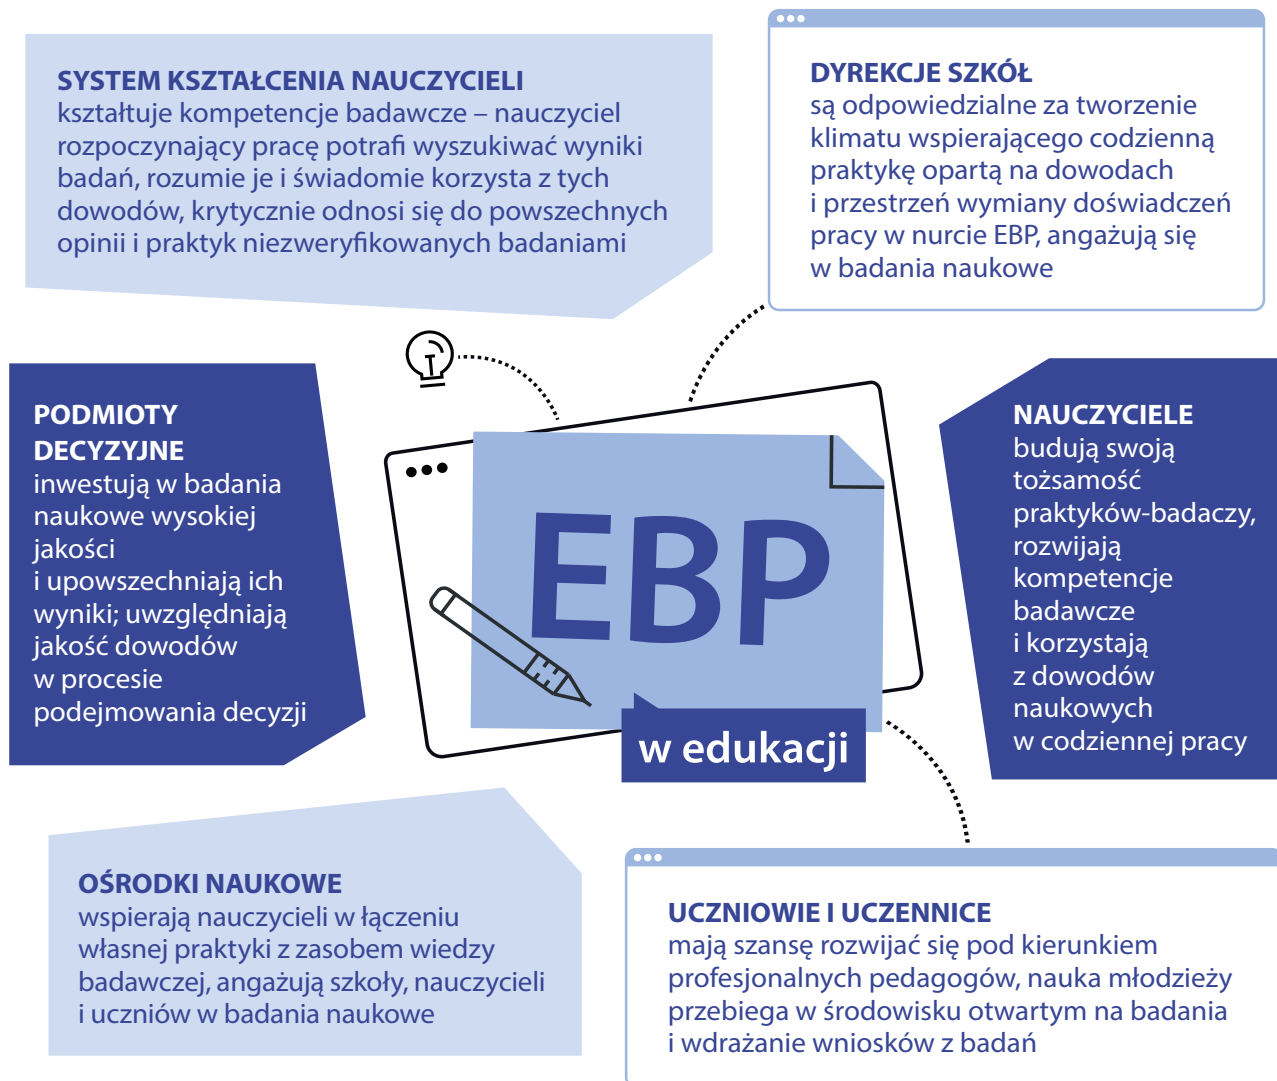 SYSTEM KSZTAŁCENIA NAUCZYCIELI
kształtuje kompetencje badawcze – nauczyciel
rozpoczynający pracę potrafi wyszukiwać wyniki
badań, rozumie je i świadomie korzysta z tych
dowodów, krytycznie odnosi się do powszechnych
opinii i praktyk niezweryfikowanych badaniami
DYREKCJE SZKÓŁ
są odpowiedzialne za tworzenie
klimatu wspierającego codzienną
praktykę opartą na dowodach
i przestrzeń wymiany doświadczeń
pracy w nurcie EBP, angażują się
w badania naukowe
PODMIOTY
DECYZYJNE
inwestują w badania
naukowe wysokiej
jakości
i upowszechniają ich
wyniki; uwzględniają
jakość dowodów
w procesie
podejmowania decyzji
EBP
w edukacji
NAUCZYCIELE
budują swoją
tożsamość
praktyków-badaczy,
rozwijają
kompetencje
badawcze
i korzystają
z dowodów
naukowych
w codziennej pracy
OŚRODKI NAUKOWE
wspierają nauczycieli w łączeniu
własnej praktyki z zasobem wiedzy
badawczej, angażują szkoły, nauczycieli
i uczniów w badania naukowe
UCZNIOWIE I UCZENNICE
mają szansę rozwijać się pod kierunkiem
profesjonalnych pedagogów, nauka młodzieży
przebiega w środowisku otwartym na badania
i wdrażanie wniosków z badań